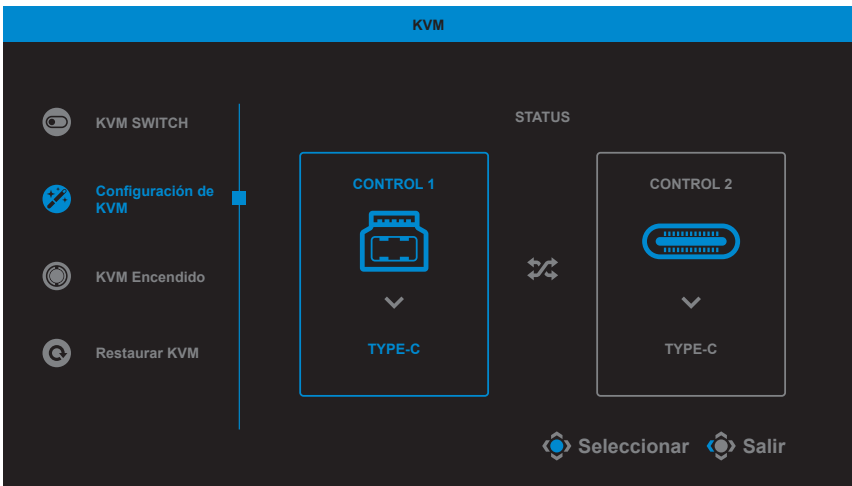 KVM
KVM SWITCH
Configuración de
KVM
KVM Encendido
Restaurar KVM
STATUS
CONTROL 1
TYPE-C
CONTROL 2
TYPE-C
Seleccionar
Salir